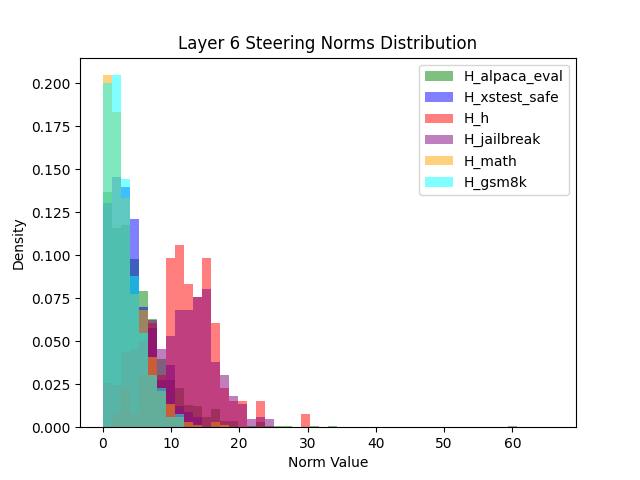 Layer 6 Steering Norms Distribution
H_alpaca_eval
H_xstest_safe
H_h
H_jailbreak
H_math
H_gsm8k
0.200
0.175
0.150
0.125
0.100
0.075
0.050
0.025
0.000
Density
0 10 20 30 40 50 60
Norm Value